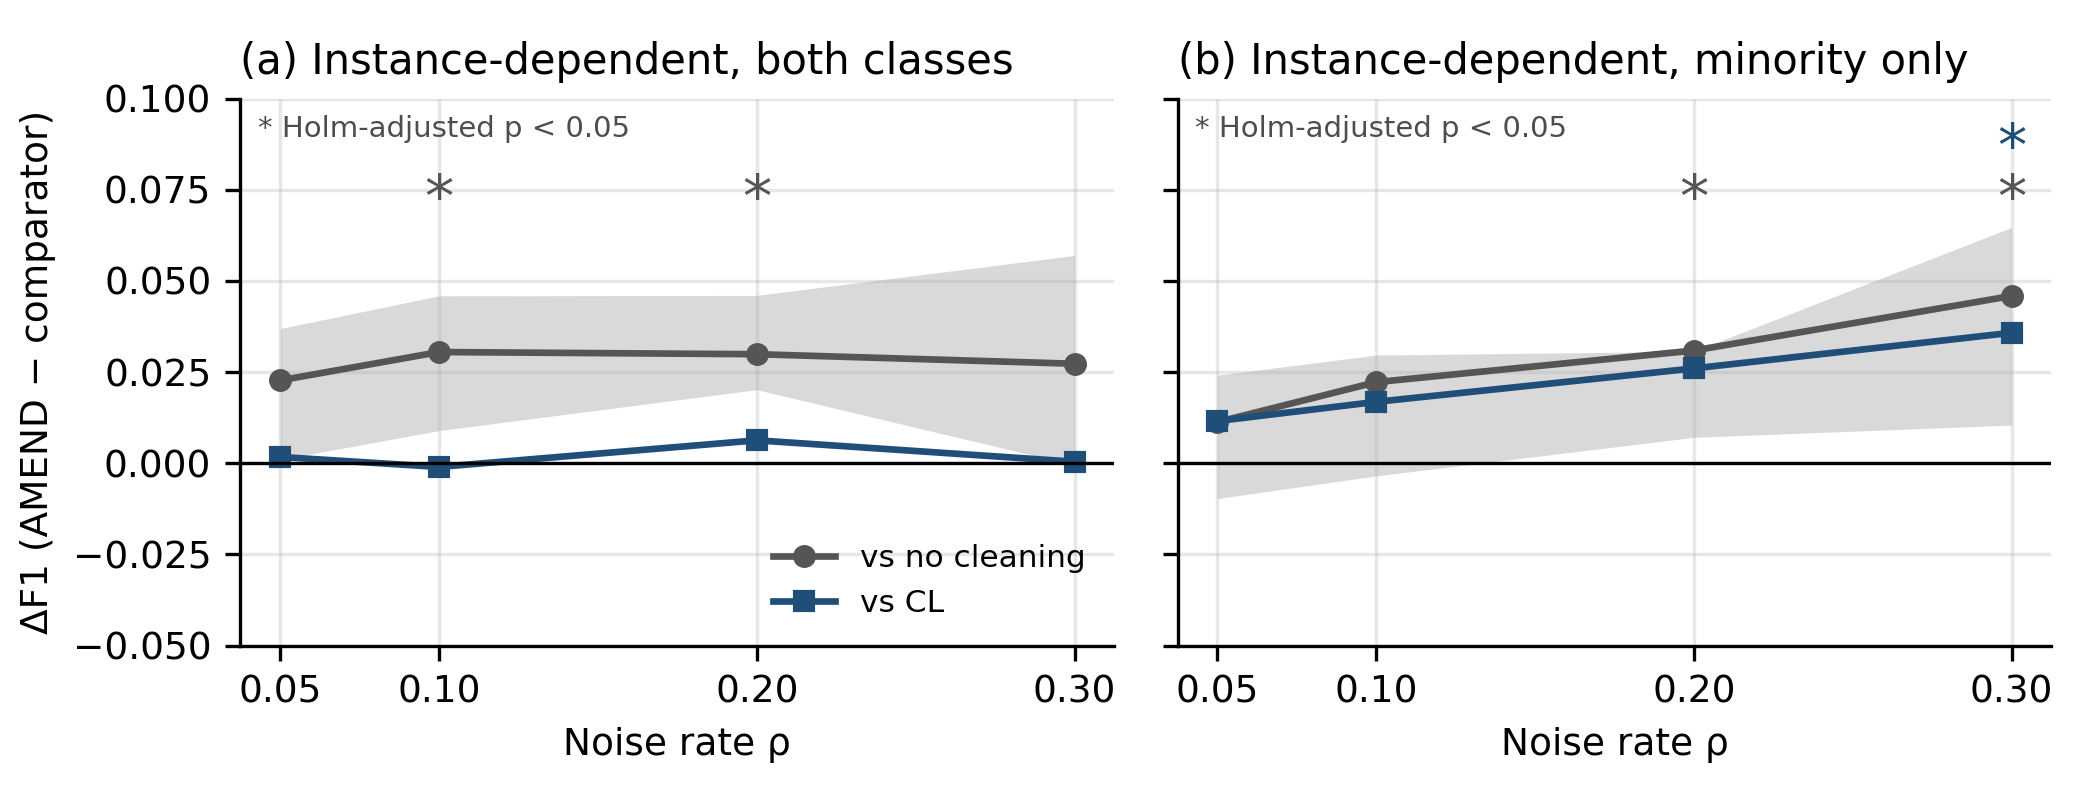 (a) Instance-dependent, both classes
(b) Instance-dependent, minority only
ΔF1 (AMEND − comparator)
0.100
0.075
0.050
0.025
0.000
−0.025
−0.050
* Holm-adjusted p < 0.05
* *
vs no cleaning
vs CL
0.05 0.10 0.20 0.30
Noise rate ρ
* Holm-adjusted p < 0.05
*
* *
0.05 0.10 0.20 0.30
Noise rate ρ